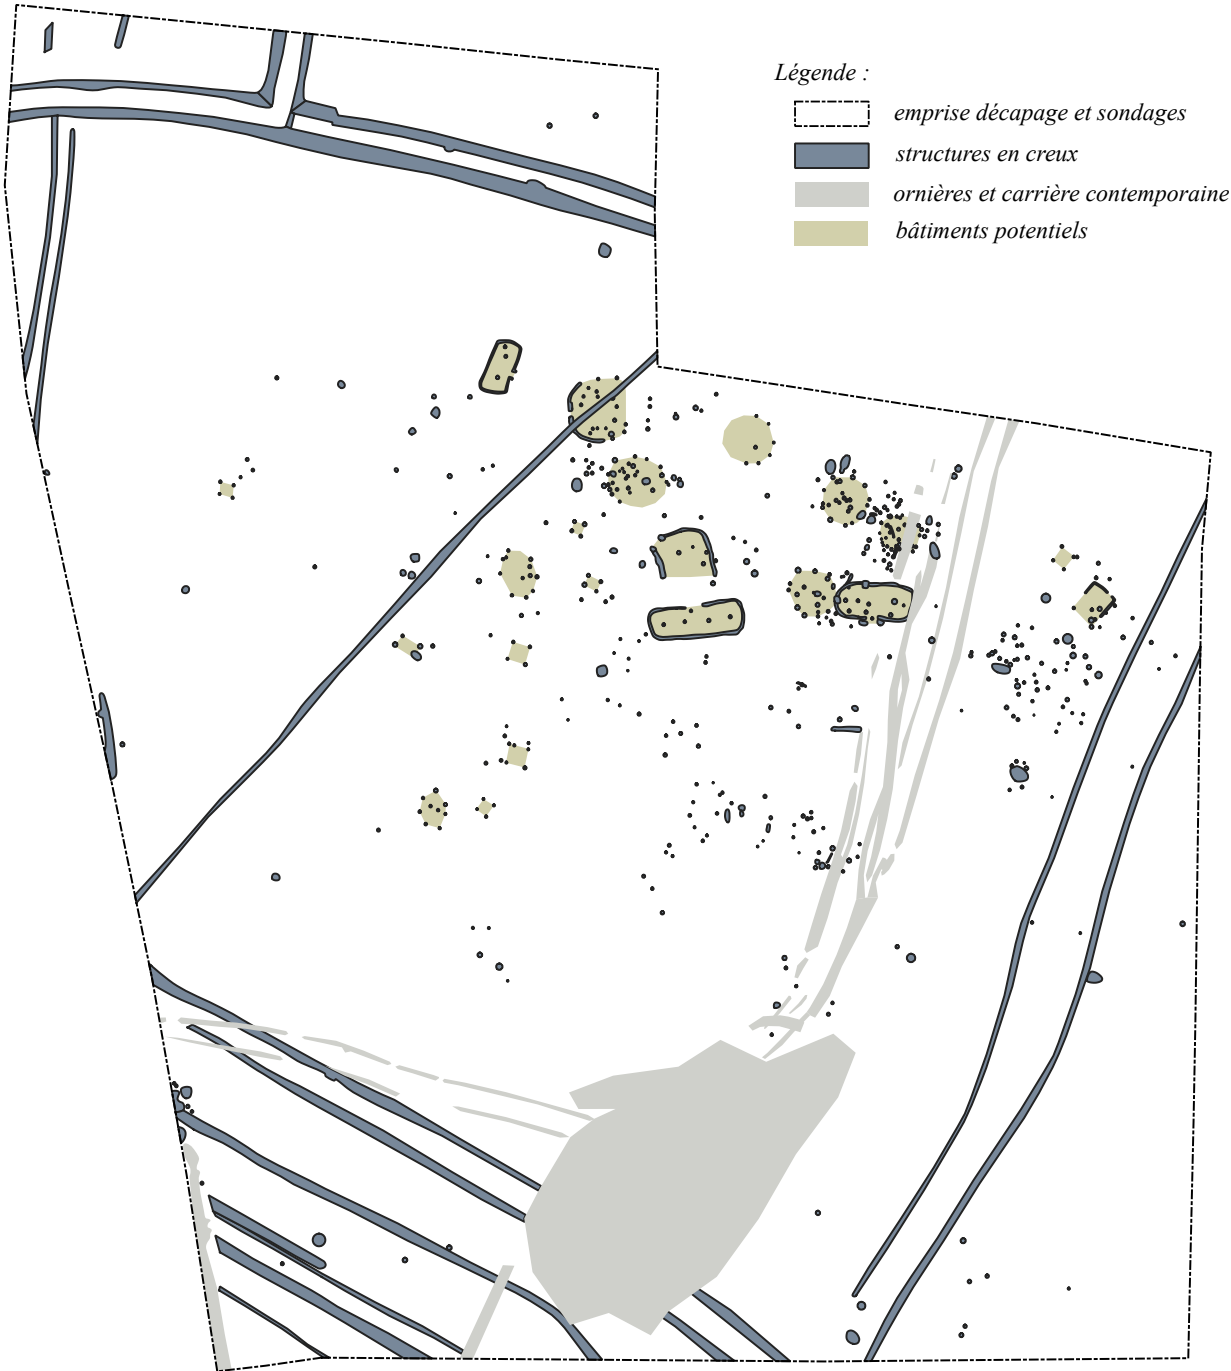 Légende :
emprise décapage et sondages
structures en creux
ornières et carrière contemporaine
bâtiments potentiels